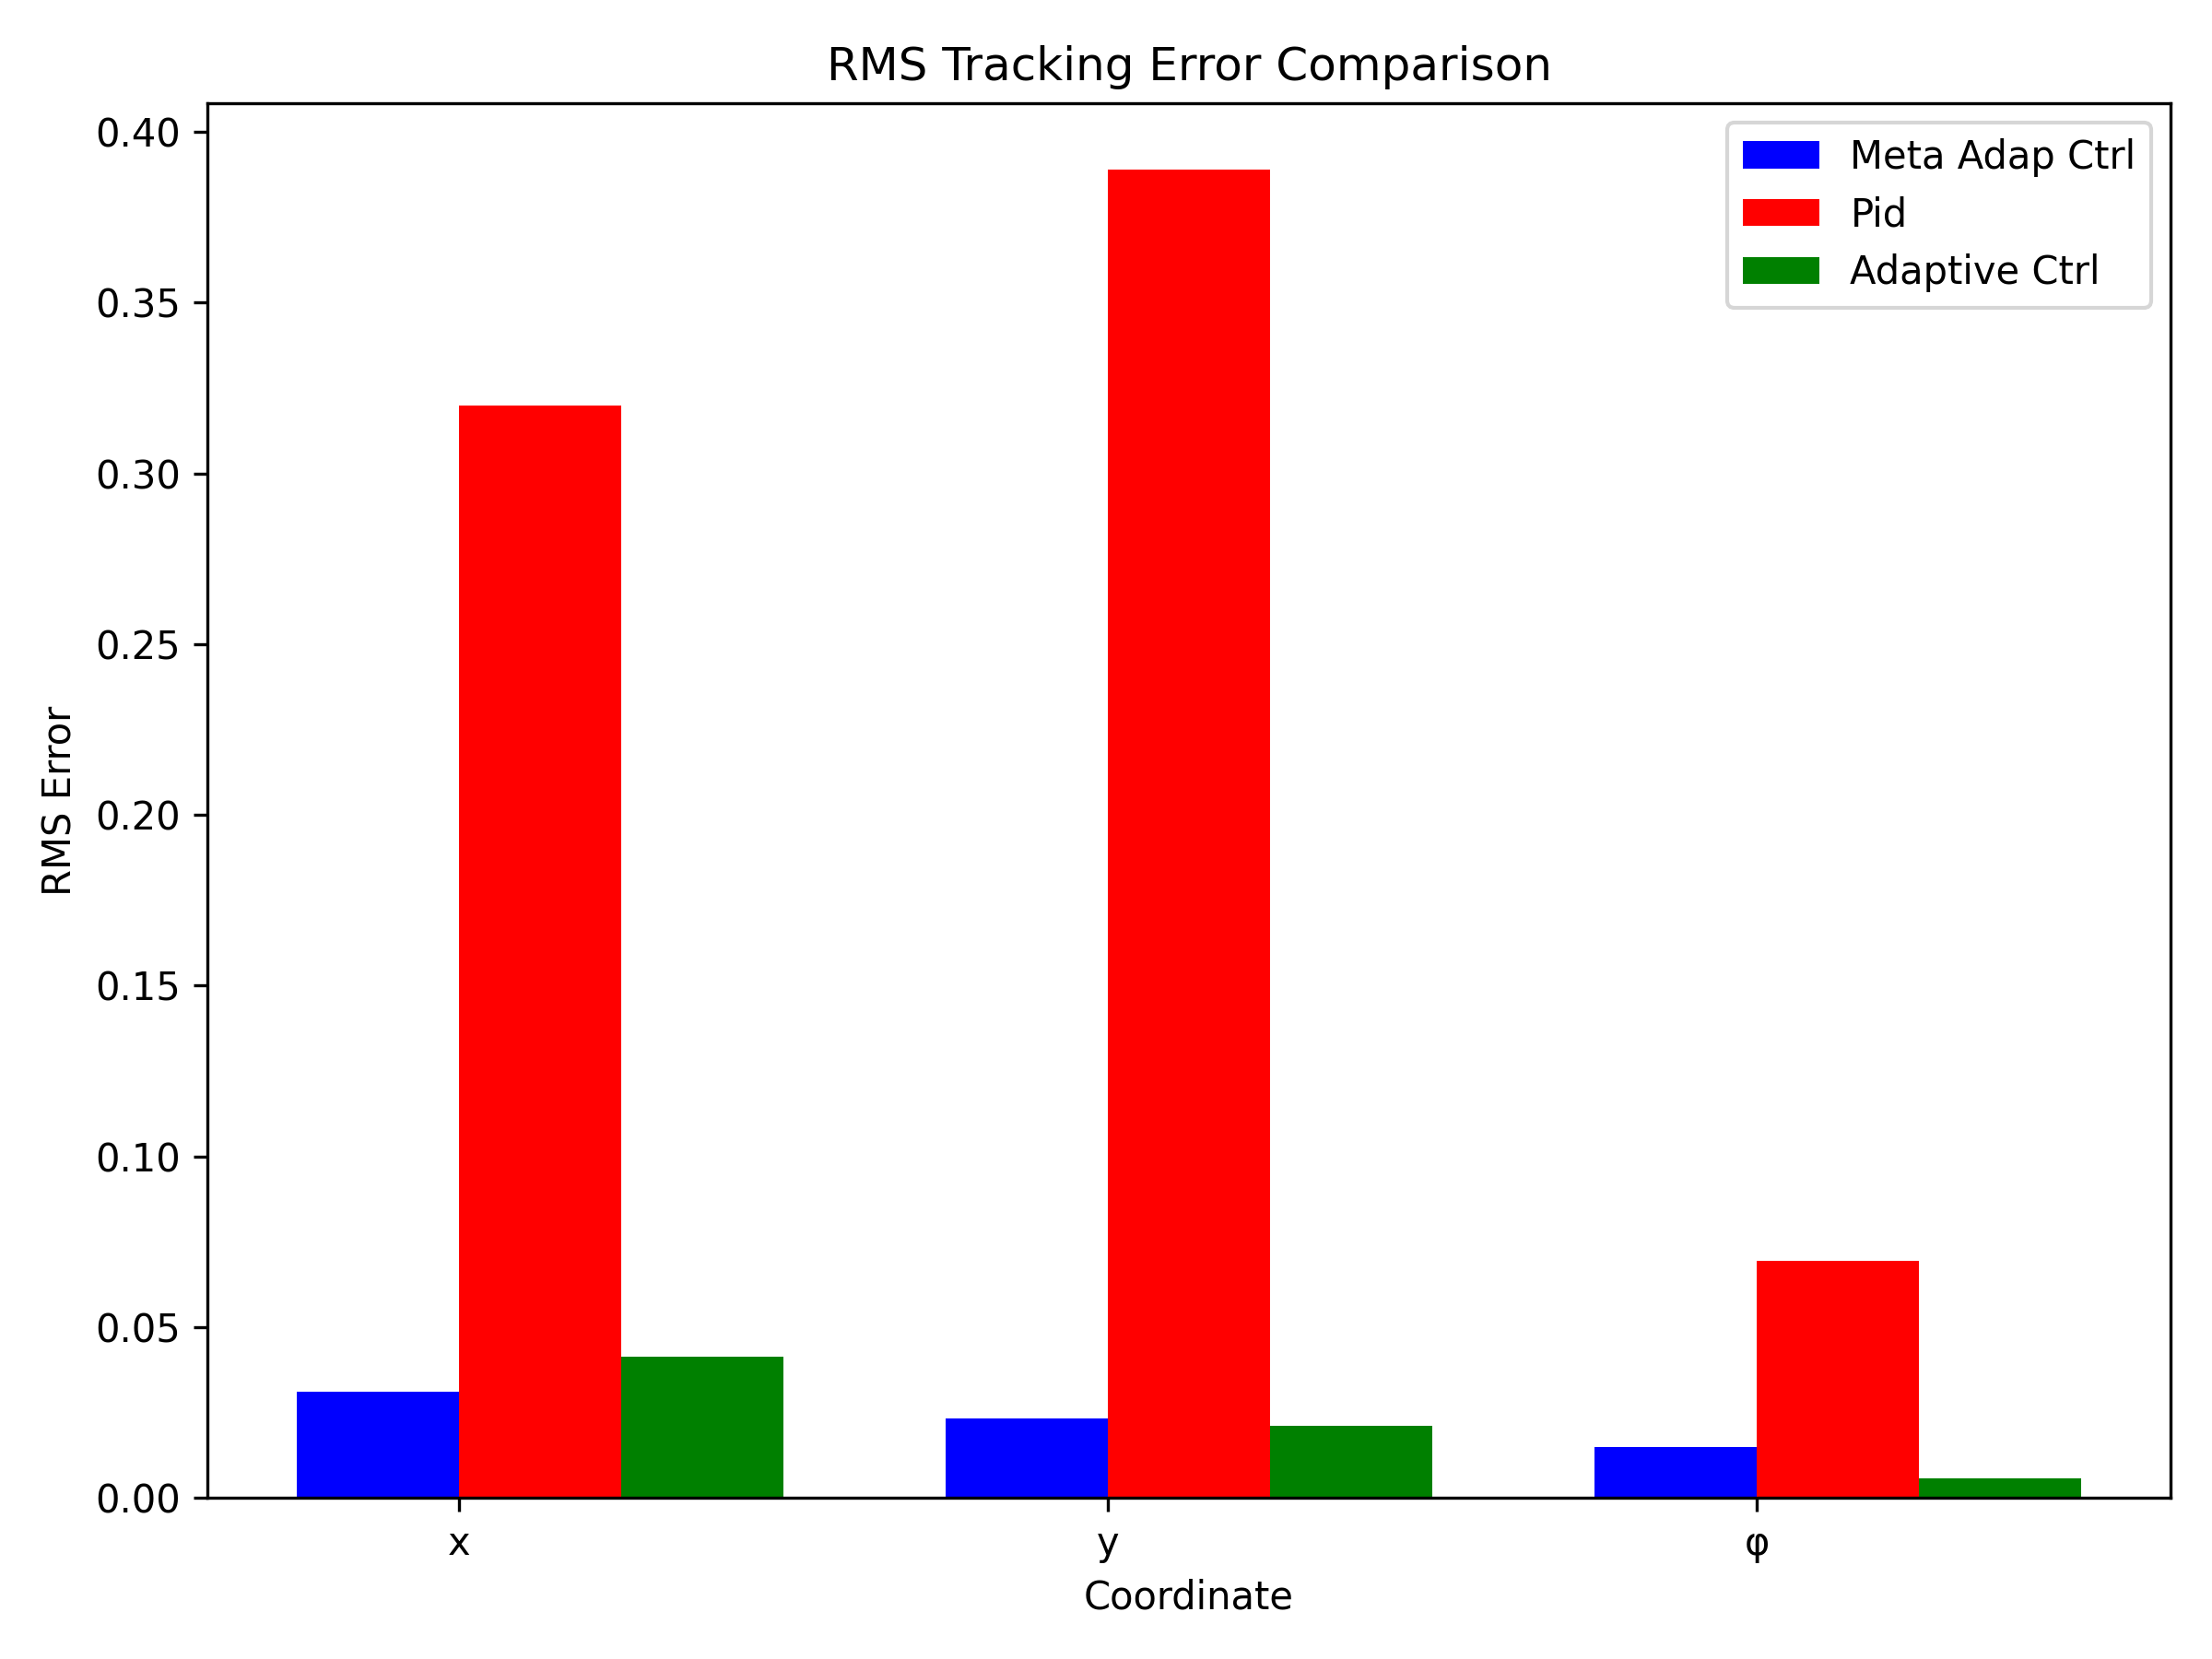 RMS Tracking Error Comparison
Meta Adap Ctrl
Pid
Adaptive Ctrl
RMS Error
0.40
0.35
0.30
0.25
0.20
0.15
0.10
0.05
0.00
x
y
φ
Coordinate